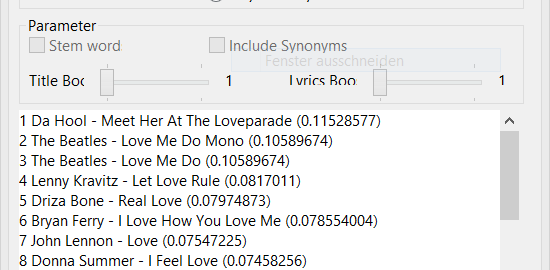 Parameter
Stem word
Include Synonyms
Fenster ausschneiden
Title Boo
1
Lyrics Boo
1
1 Da Hool - Meet Her At The Loveparade (0.11528577)
2 The Beatles - Love Me Do Mono (0.10589674)
3 The Beatles - Love Me Do (0.10589674)
4 Lenny Kravitz - Let Love Rule (0.0817011)
5 Driza Bone - Real Love (0.07974873)
6 Bryan Ferry - I Love How You Love Me (0.078554004)
7 John Lennon - Love (0.07547225)
8 Donna Summer - I Feel Love (0.07458256)